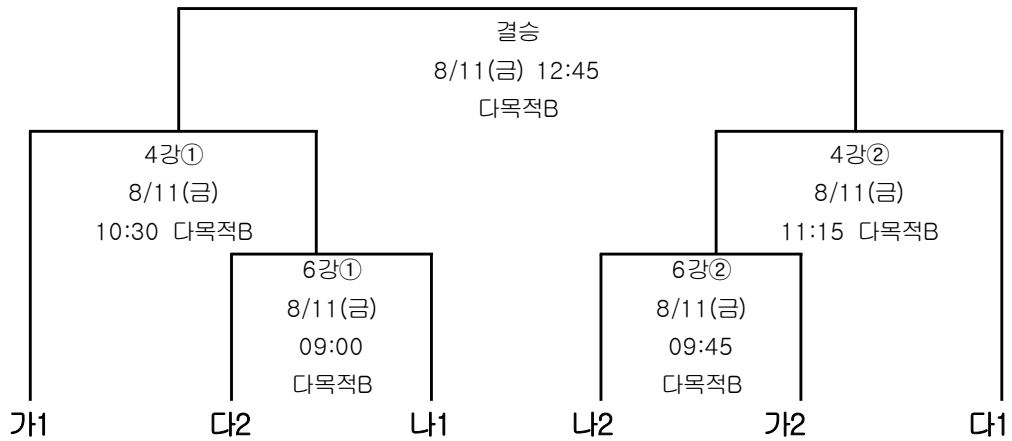 결승
8/11(금) 12:45
다목적B
4강①
8/11(금)
10:30 다목적B
4강②
8/11(금)
11:15 다목적B
6강①
8/11(금)
09:00
다목적B
6강②
8/11(금)
09:45
다목적B
가1 다2 나1 나2 가2 다1